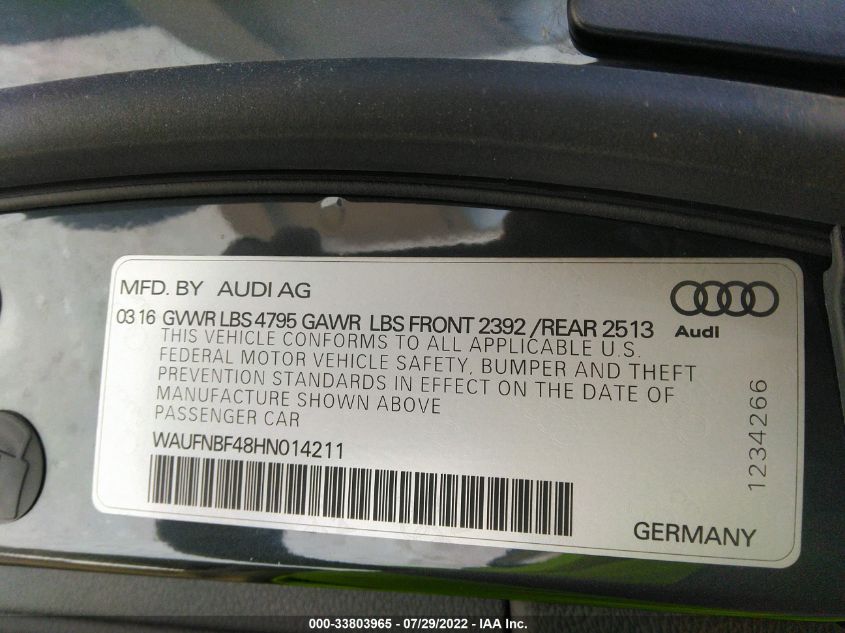 MFD. BY AUDI AG
03 16 GVWR LBS 4795 GAWR LBS FRONT 2392 /REAR 2513
Audi
THIS VEHICLE CONFORMS TO ALL APPLICABLE U.S.
FEDERAL MOTOR VEHICLE SAFETY, BUMPER AND THEFT
PREVENTION STANDARDS IN EFFECT ON THE DATE OF
MANUFACTURE SHOWN ABOVE
PASSENGER CAR
WAUFNBF48HN014211
1234266
GERMANY
000-33803965 / 07/29/2022 - IAA Inc.